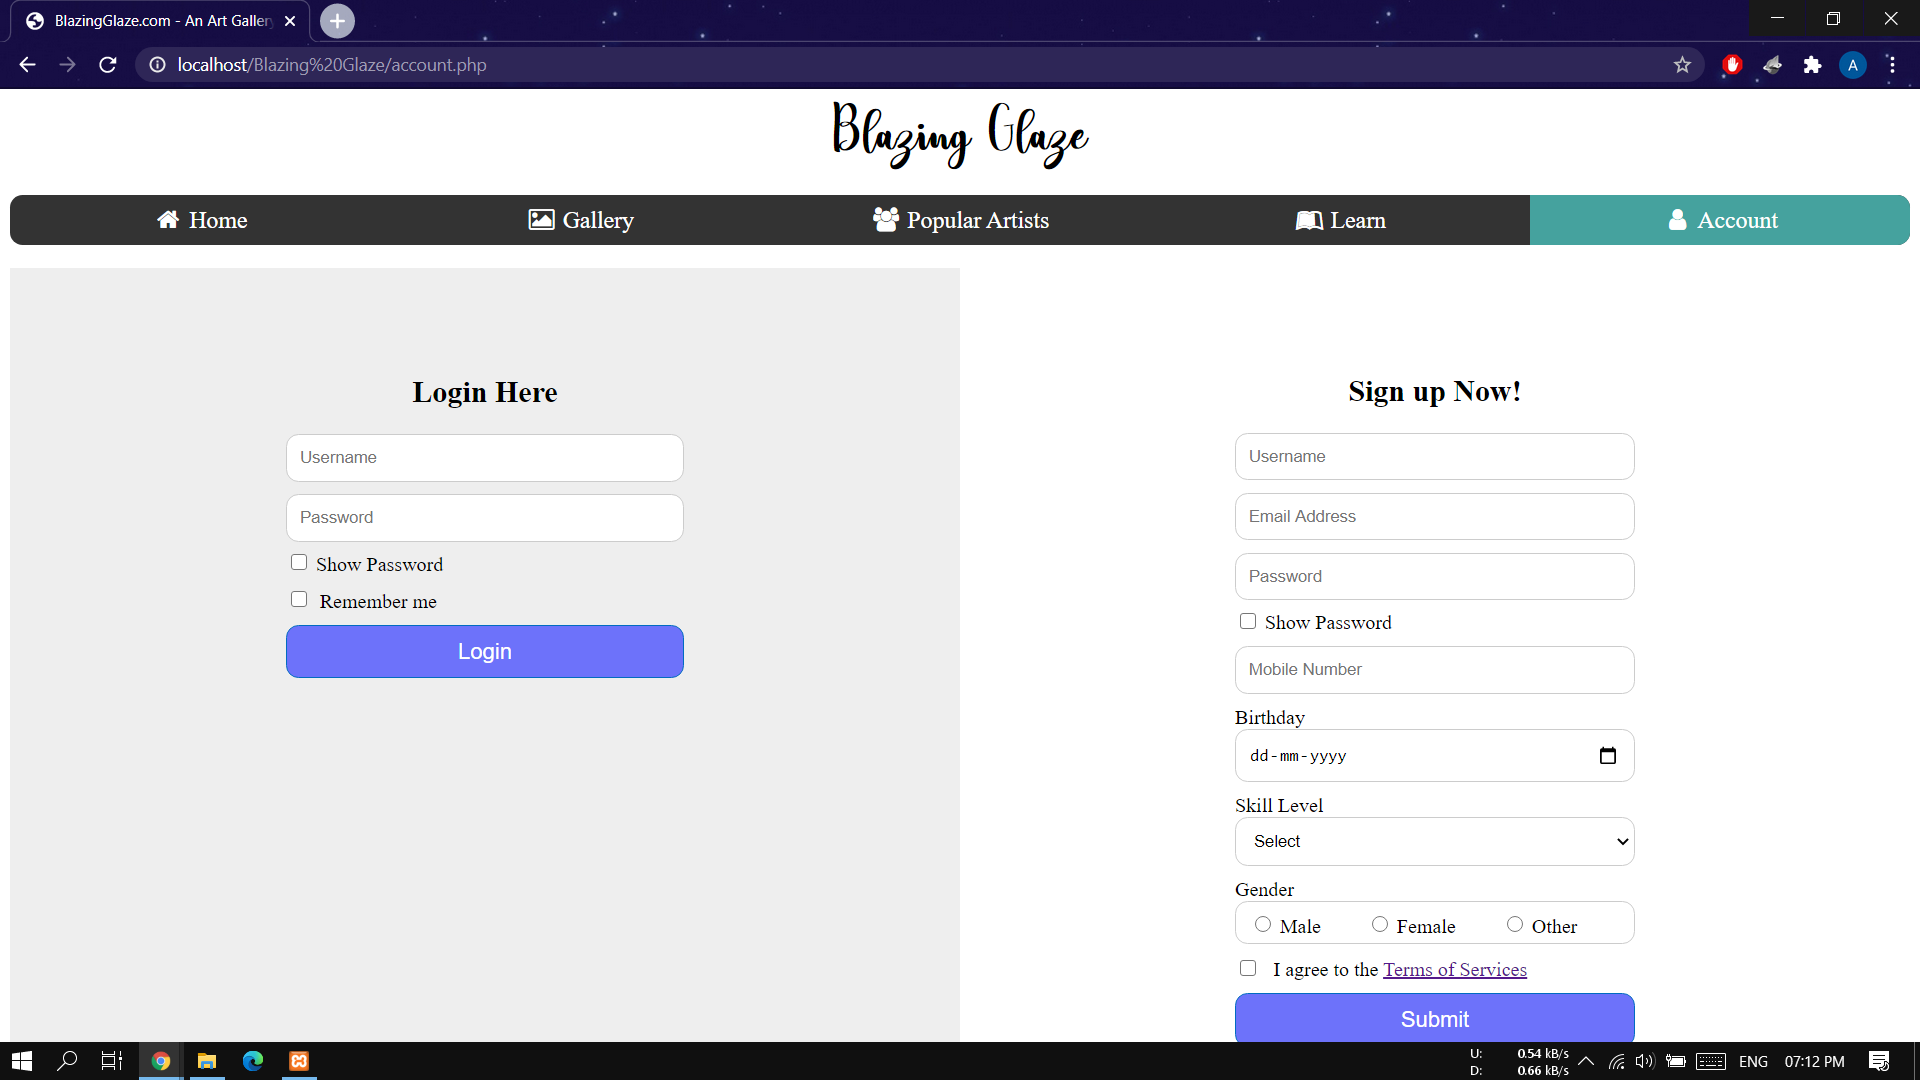 BlazingGlaze.com - An Art Gallery
localhost/Blazing%20Glaze/account.php
A
Blazing Glaze
Home
Gallery
Popular Artists
Learn
Account
Login Here
Username
Password
Show Password
Remember me
Login
Sign up Now!
Username
Email Address
Password
Show Password
Mobile Number
Birthday
dd-mm-yyyy
Skill Level
Select
Gender
Male Female Other
I agree to the Terms of Services
Submit
U: 0.54 kB/s
D: 0.66 kB/s
ENG
07:12 PM